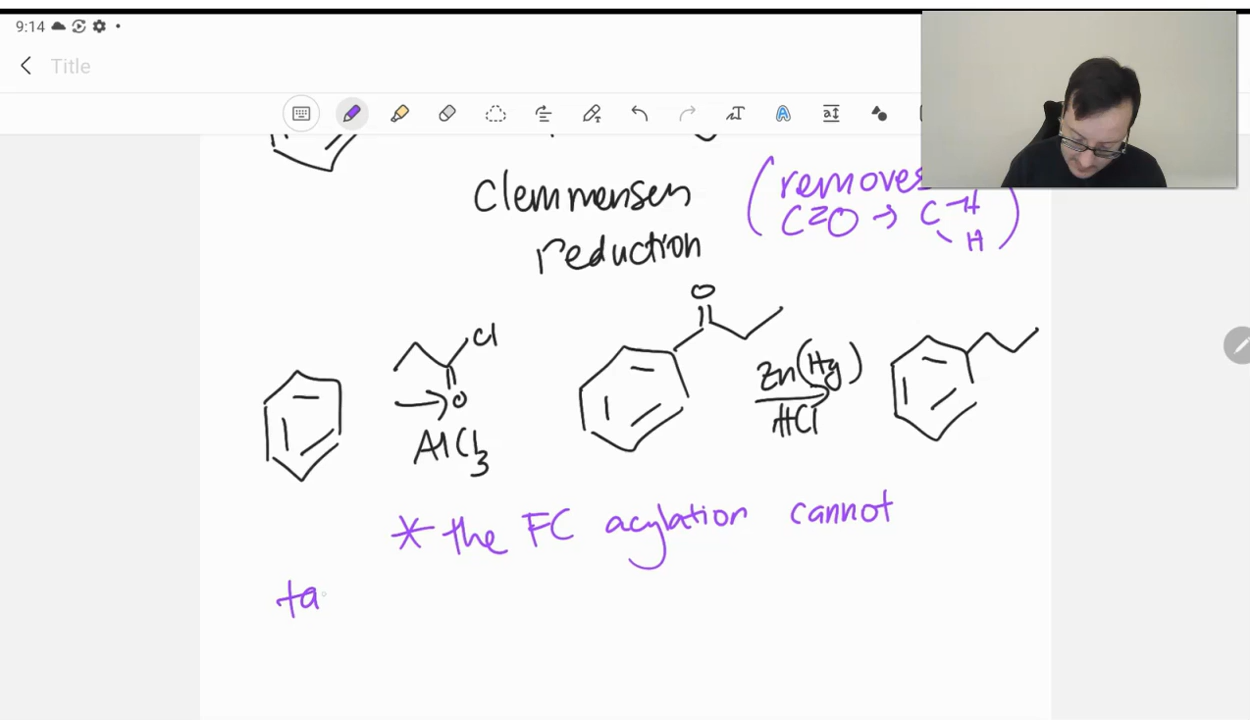 9:14
Title
Clemmensen
reduction
(removes
C=O → C-H
H)
Cl
O
AlCl3
O
Zn(Hg)
HCl
* the FC acylation cannot
ta